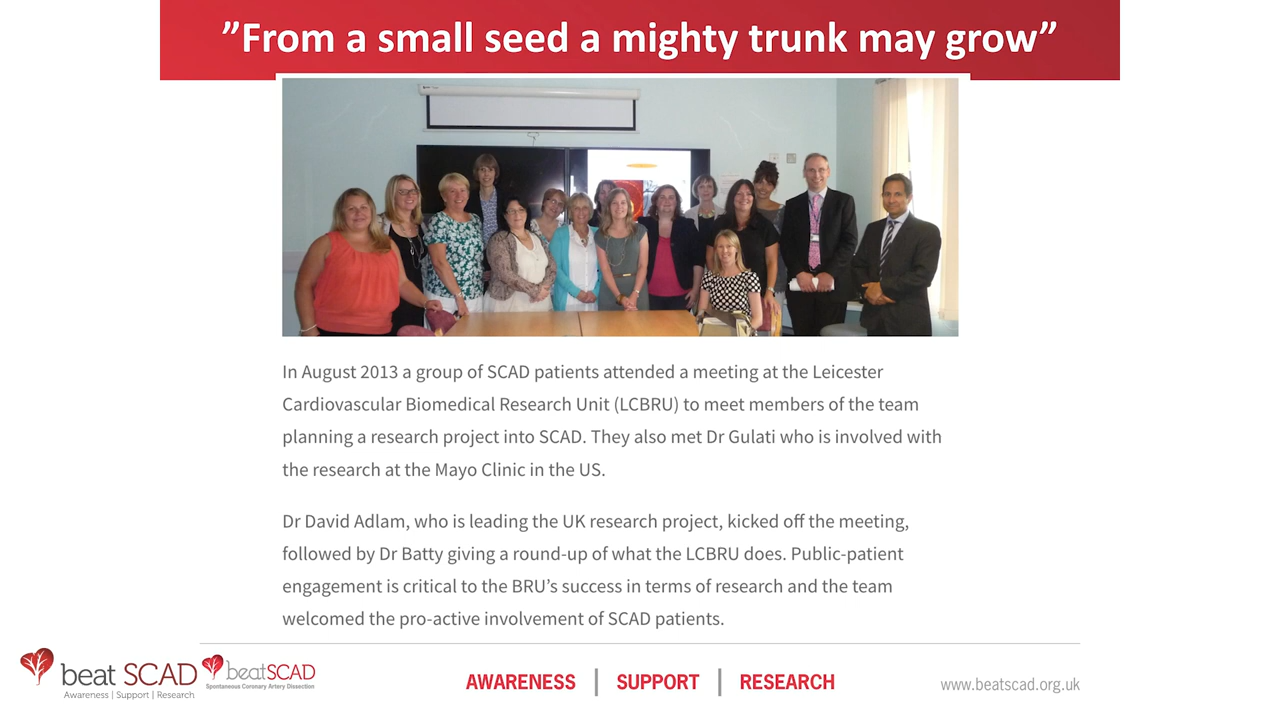 ”From a small seed a mighty trunk may grow”
In August 2013 a group of SCAD patients attended a meeting at the Leicester
Cardiovascular Biomedical Research Unit (LCBRU) to meet members of the team
planning a research project into SCAD. They also met Dr Gulati who is involved with
the research at the Mayo Clinic in the US.
Dr David Adlam, who is leading the UK research project, kicked off the meeting,
followed by Dr Batty giving a round-up of what the LCBRU does. Public-patient
engagement is critical to the BRU’s success in terms of research and the team
welcomed the pro-active involvement of SCAD patients.
beat SCAD
Awareness | Support | Research
beatSCAD
Spontaneous Coronary Artery Dissection
AWARENESS | SUPPORT | RESEARCH
www.beatscad.org.uk